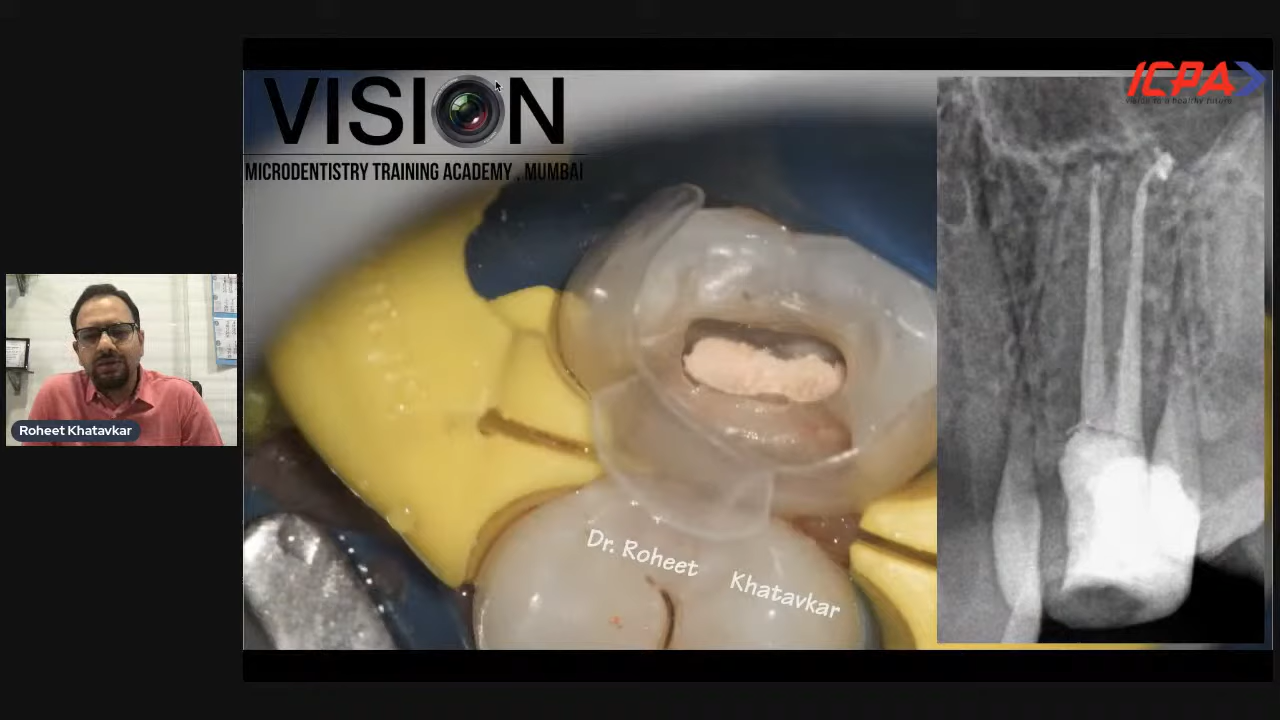 VISION
MICRODENTISTRY TRAINING ACADEMY , MUMBAI
ICPA
Roheet Khatavkar
Dr. Roheet Khatavkar